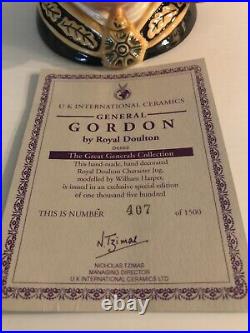 U K INTERNATIONAL CERAMICS
GENERAL
GORDON
by Royal Doulton
D6869
The Great Generals Collection
This hand-made, hand decorated
Royal Doulton Character Jug,
modelled by William Harper,
is issued in an exclusive special edition
of one thousand five hundred
THIS IS NUMBER 407 of 1500
N Tzimas
NICHOLAS TZIMAS
MANAGING DIRECTOR
U K INTERNATIONAL CERAMICS LTD